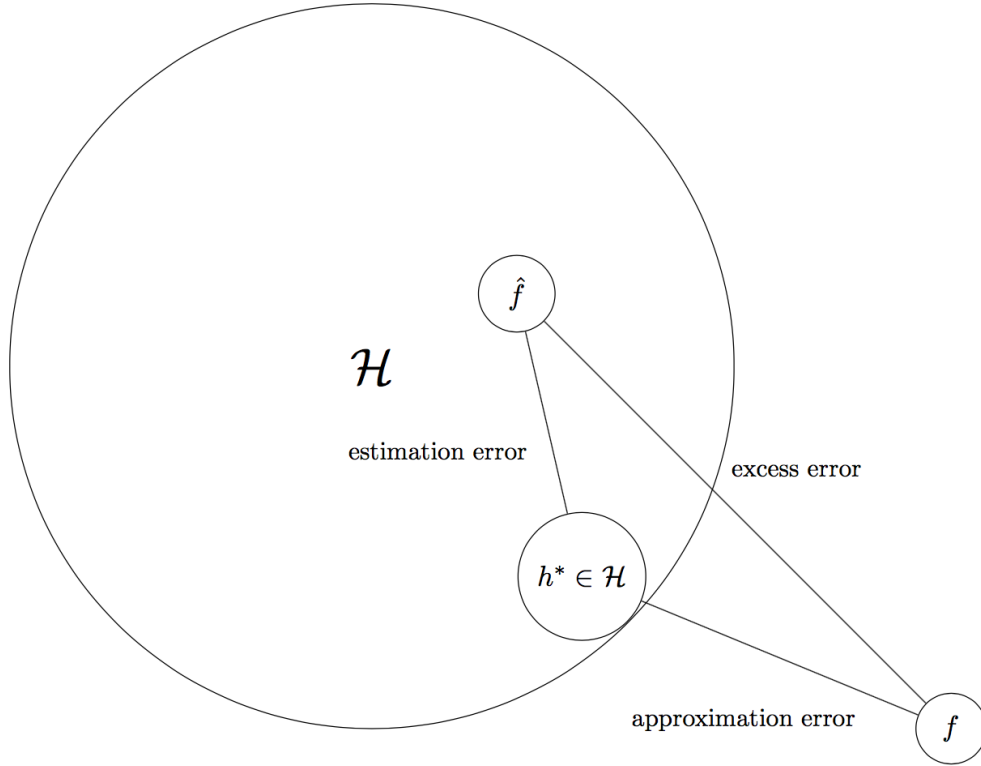 f̂
ℋ
estimation error
excess error
h* ∈ ℋ
approximation error
f